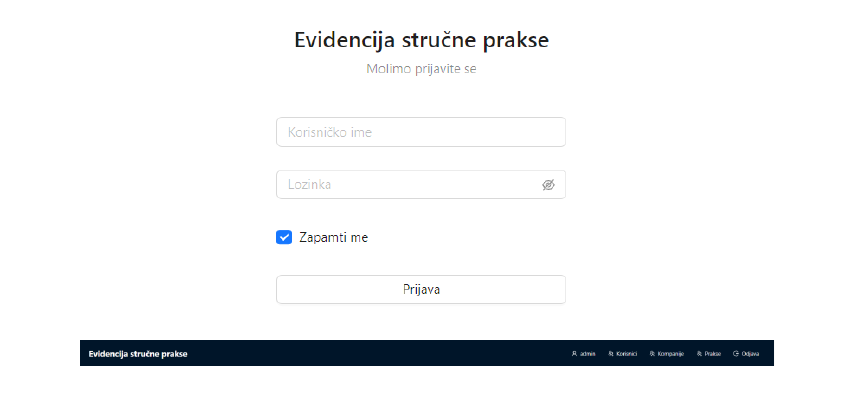 Evidencija stručne prakse
Molimo prijavite se
Korisničko ime
Lozinka
Zapamti me
Prijava
Evidencija stručne prakse admin Korisnici Kompanije Prakse Odjava